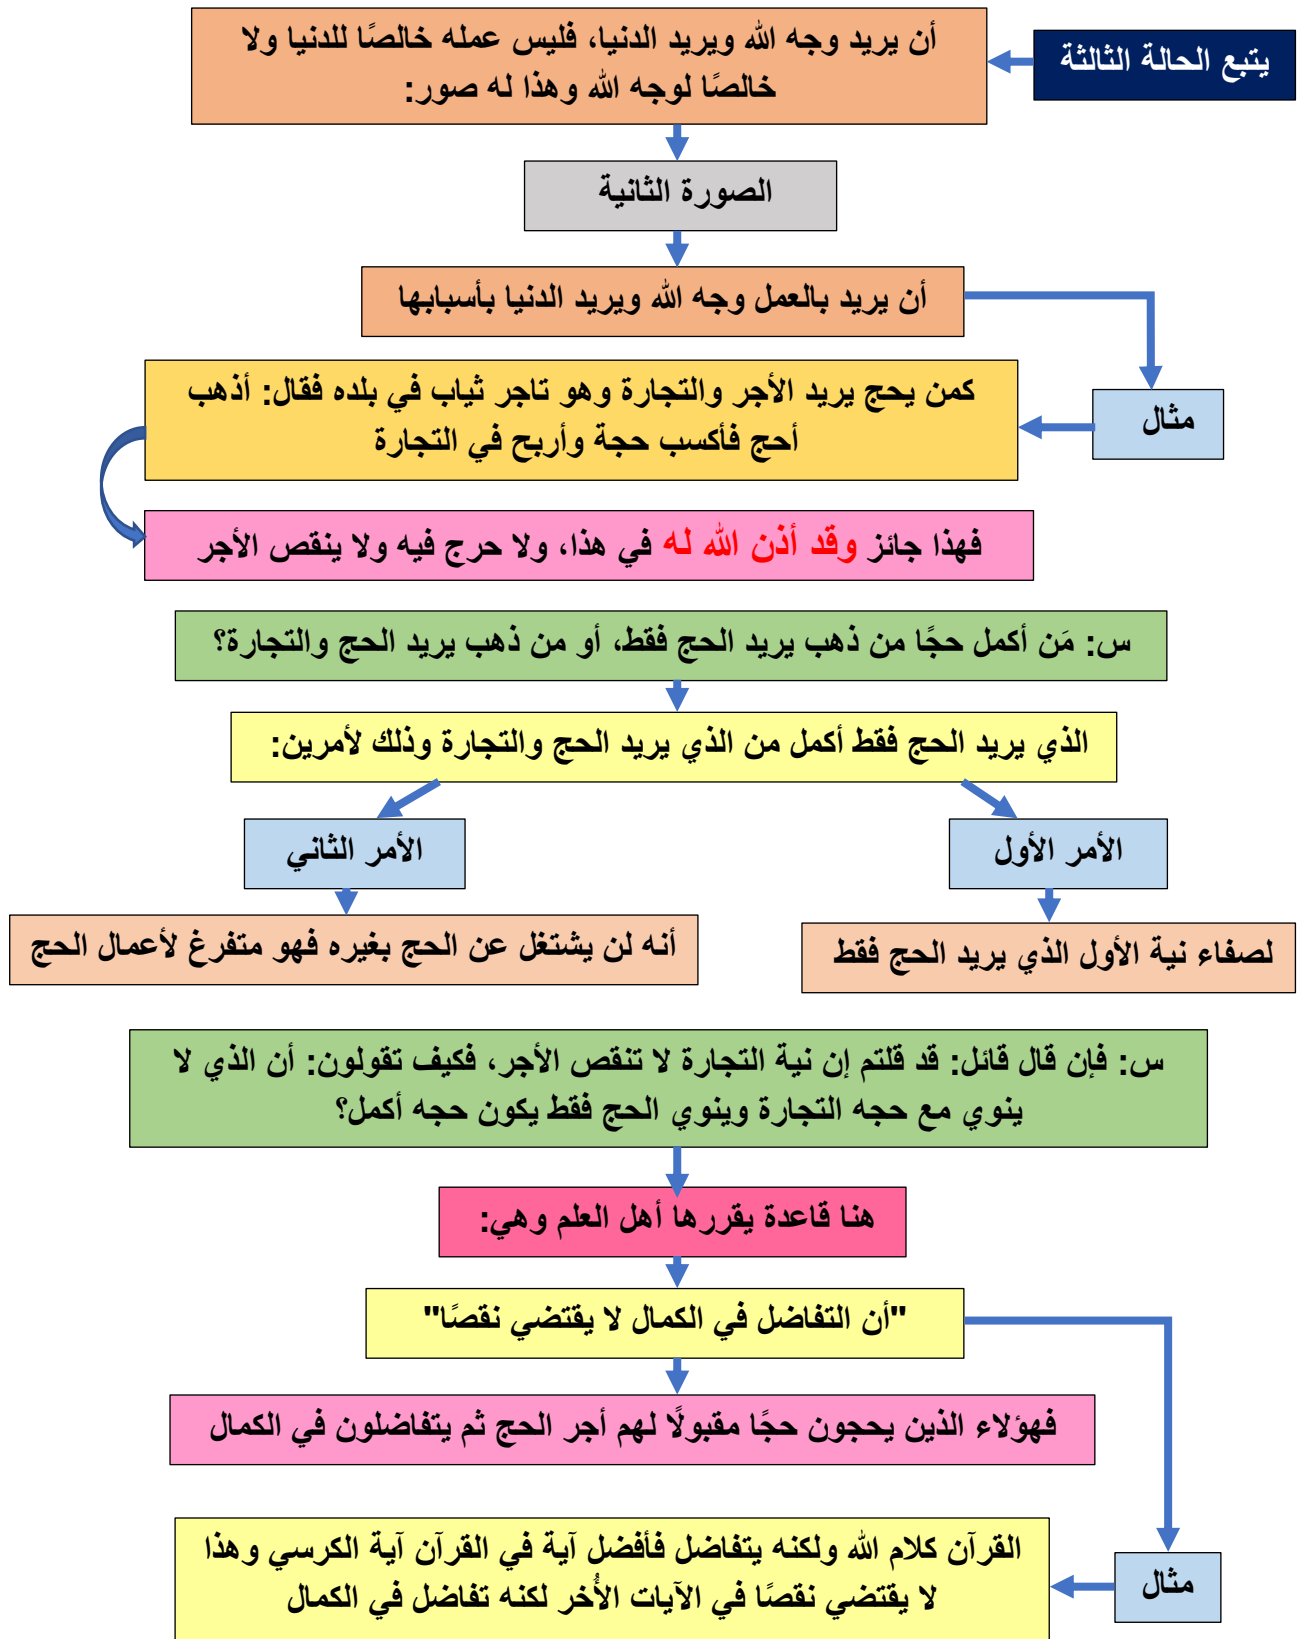 يتبع الحالة الثالثة
أن يريد وجه الله ويريد الدنيا، فليس عمله خالصًا للدنيا ولا
خالصًا لوجه الله وهذا له صور:
الصورة الثانية
أن يريد بالعمل وجه الله ويريد الدنيا بأسبابها
مثال
كمن يحج يريد الأجر والتجارة وهو تاجر ثياب في بلده فقال: أذهب
أحج فأكسب حجة وأربح في التجارة
فهذا جائز وقد أذن الله له في هذا، ولا حرج فيه ولا ينقص الأجر
س: مَن أكمل حجًا من ذهب يريد الحج فقط، أو من ذهب يريد الحج والتجارة؟
الذي يريد الحج فقط أكمل من الذي يريد الحج والتجارة وذلك لأمرين:
الأمر الأول
الأمر الثاني
لصفاء نية الأول الذي يريد الحج فقط
أنه لن يشتغل عن الحج بغيره فهو متفرغ لأعمال الحج
س: فإن قال قائل: قد قلتم إن نية التجارة لا تنقص الأجر، فكيف تقولون: أن الذي لا
ينوي مع حجه التجارة وينوي الحج فقط يكون حجه أكمل؟
هنا قاعدة يقررها أهل العلم وهي:
"أن التفاضل في الكمال لا يقتضي نقصًا"
فهؤلاء الذين يحجون حجًا مقبولًا لهم أجر الحج ثم يتفاضلون في الكمال
مثال
القرآن كلام الله ولكنه يتفاضل فأفضل آية في القرآن آية الكرسي وهذا
لا يقتضي نقصًا في الآيات الأُخر لكنه تفاضل في الكمال